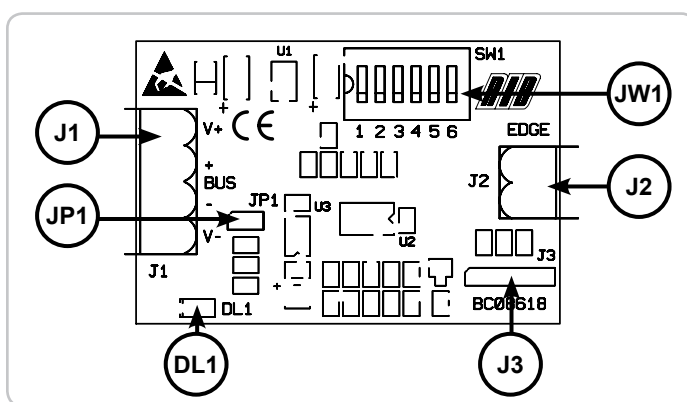 U1
SW1
JW1
J1
V+
CE
1 2 3 4 5 6
EDGE
+
BUS
-
V-
J2
J2
JP1
JP1
U3
U2
J1
J3
+
DL1
BC08618
DL1
J3